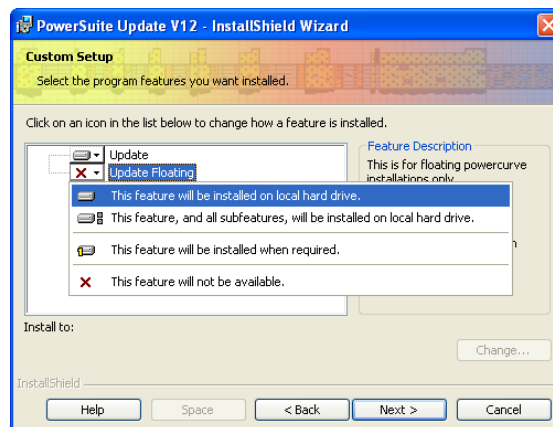 PowerSuite Update V12 - InstallShield Wizard
Custom Setup
Select the program features you want installed.
Click on an icon in the list below to change how a feature is installed.
Update
Update Floating
Feature Description
This is for floating powercurve
installations only
This feature will be installed on local hard drive.
This feature, and all subfeatures, will be installed on local hard drive.
This feature will be installed when required.
This feature will not be available.
Install to:
Change...
InstallShield
Help
Space
< Back
Next >
Cancel